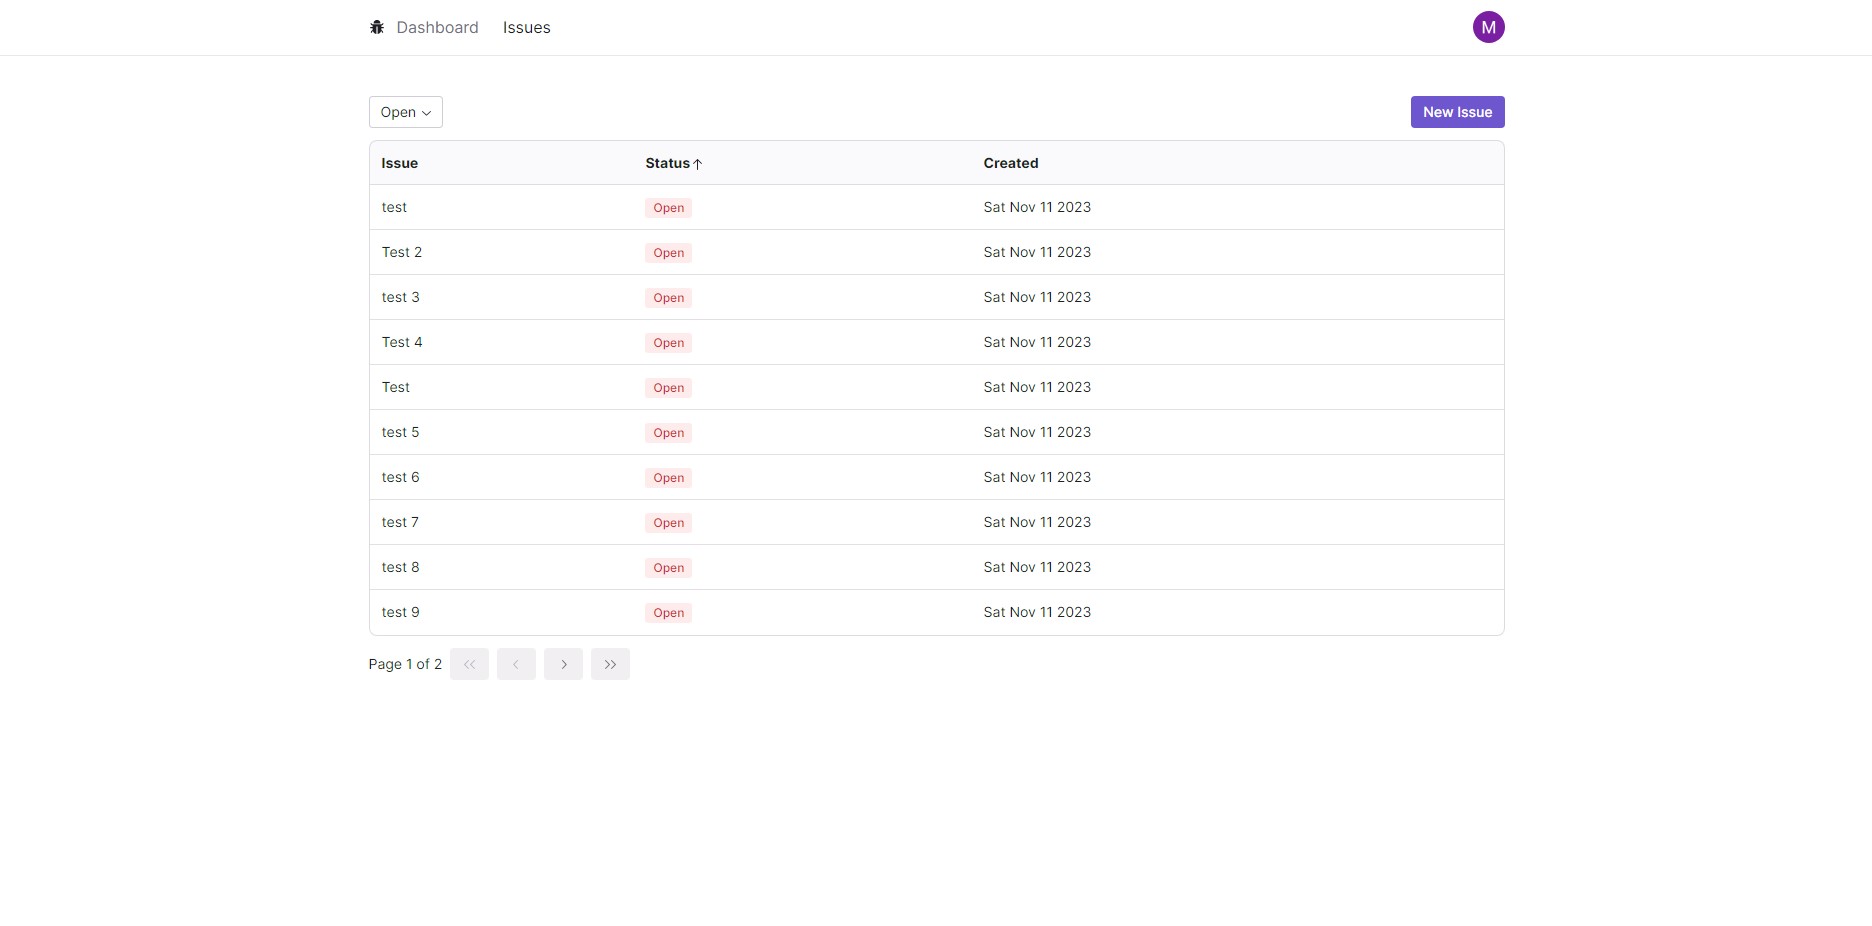 Dashboard Issues M
Open New Issue
Issue Status Created
test Open Sat Nov 11 2023
Test 2 Open Sat Nov 11 2023
test 3 Open Sat Nov 11 2023
Test 4 Open Sat Nov 11 2023
Test Open Sat Nov 11 2023
test 5 Open Sat Nov 11 2023
test 6 Open Sat Nov 11 2023
test 7 Open Sat Nov 11 2023
test 8 Open Sat Nov 11 2023
test 9 Open Sat Nov 11 2023
Page 1 of 2